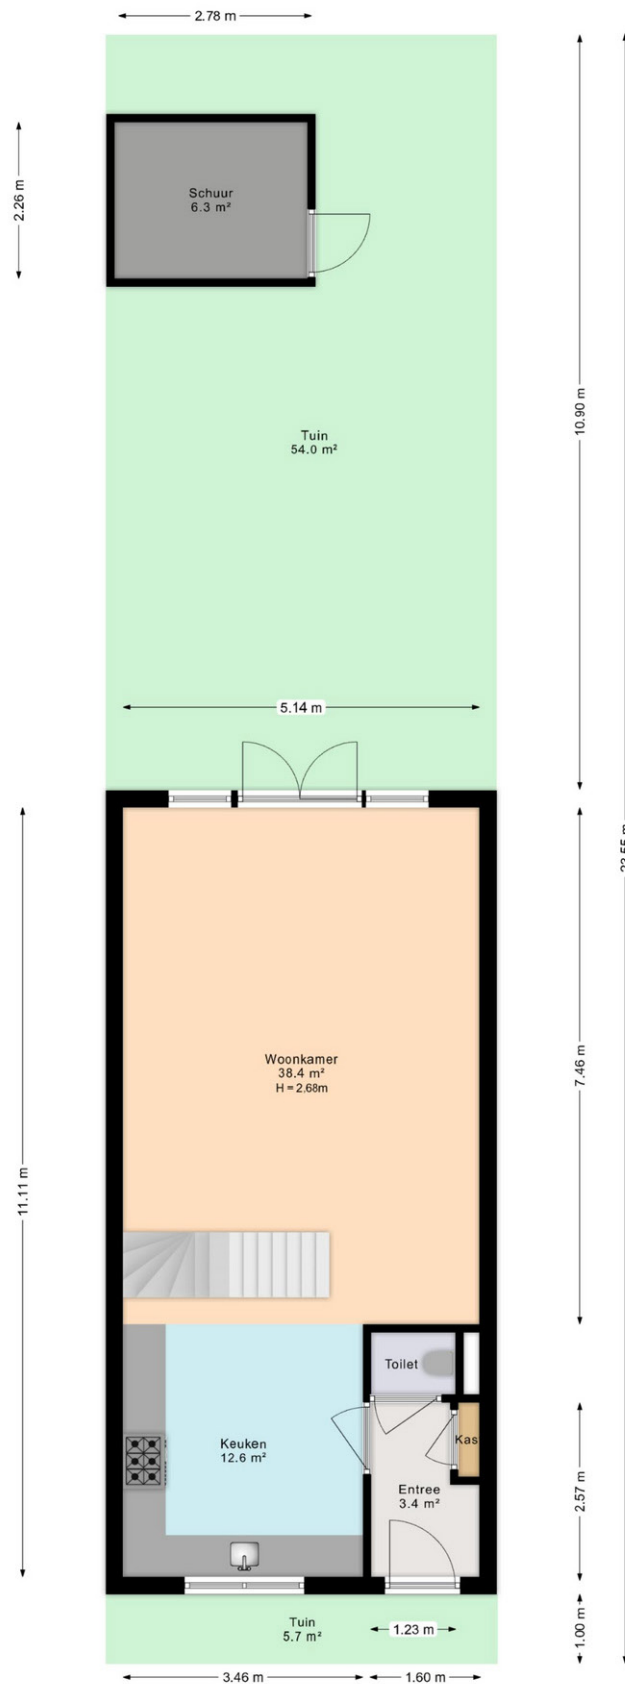 2.78 m
2.26 m
Schuur
6.3 m²
10.90 m
Tuin
54.0 m²
5.14 m
23.55 m
Woonkamer
38.4 m²
H = 2.68m
7.46 m
11.11 m
Toilet
Keuken
12.6 m²
Kas
Entree
3.4 m²
2.57 m
Tuin
5.7 m²
1.23 m
1.00 m
3.46 m
1.60 m